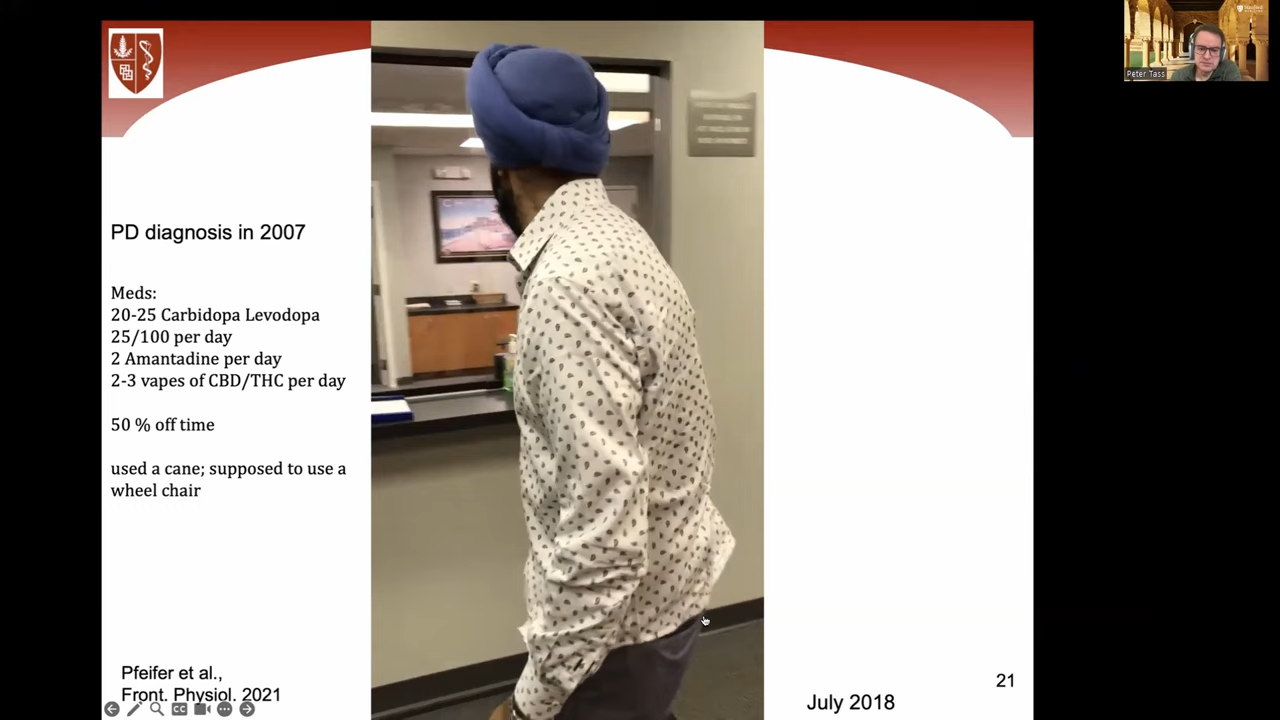 PD diagnosis in 2007
Meds:
20-25 Carbidopa Levodopa
25/100 per day
2 Amantadine per day
2-3 vapes of CBD/THC per day
50 % off time
used a cane; supposed to use a
wheel chair
Pfeifer et al.,
Front. Physiol. 2021
CC
July 2018
21
Peter Tass